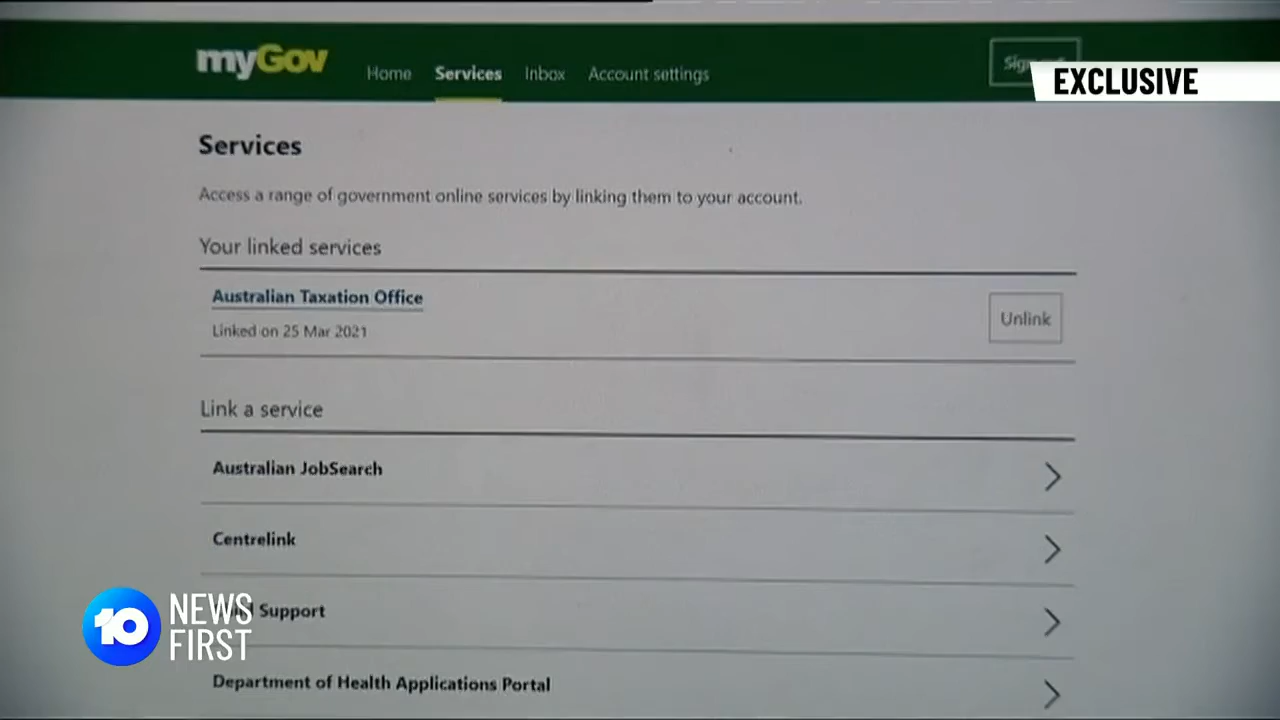 myGov
Home Services Inbox Account settings
EXCLUSIVE
Services
Access a range of government online services by linking them to your account.
Your linked services
Australian Taxation Office
Linked on 25 Mar 2021
Unlink
Link a service
Australian JobSearch
Centrelink
Support
10 NEWS
FIRST
Department of Health Applications Portal